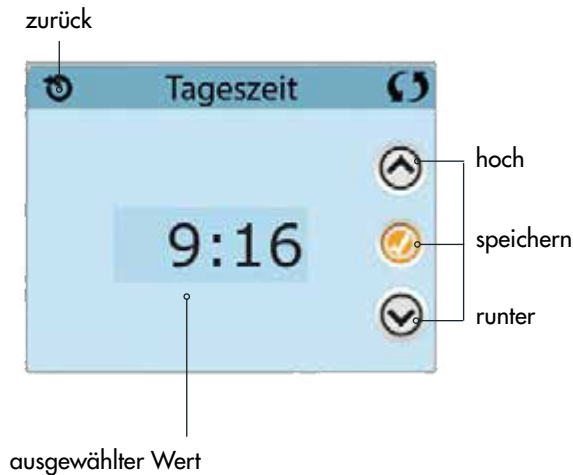 zurück
Tageszeit
hoch
9:16
speichern
runter
ausgewählter Wert